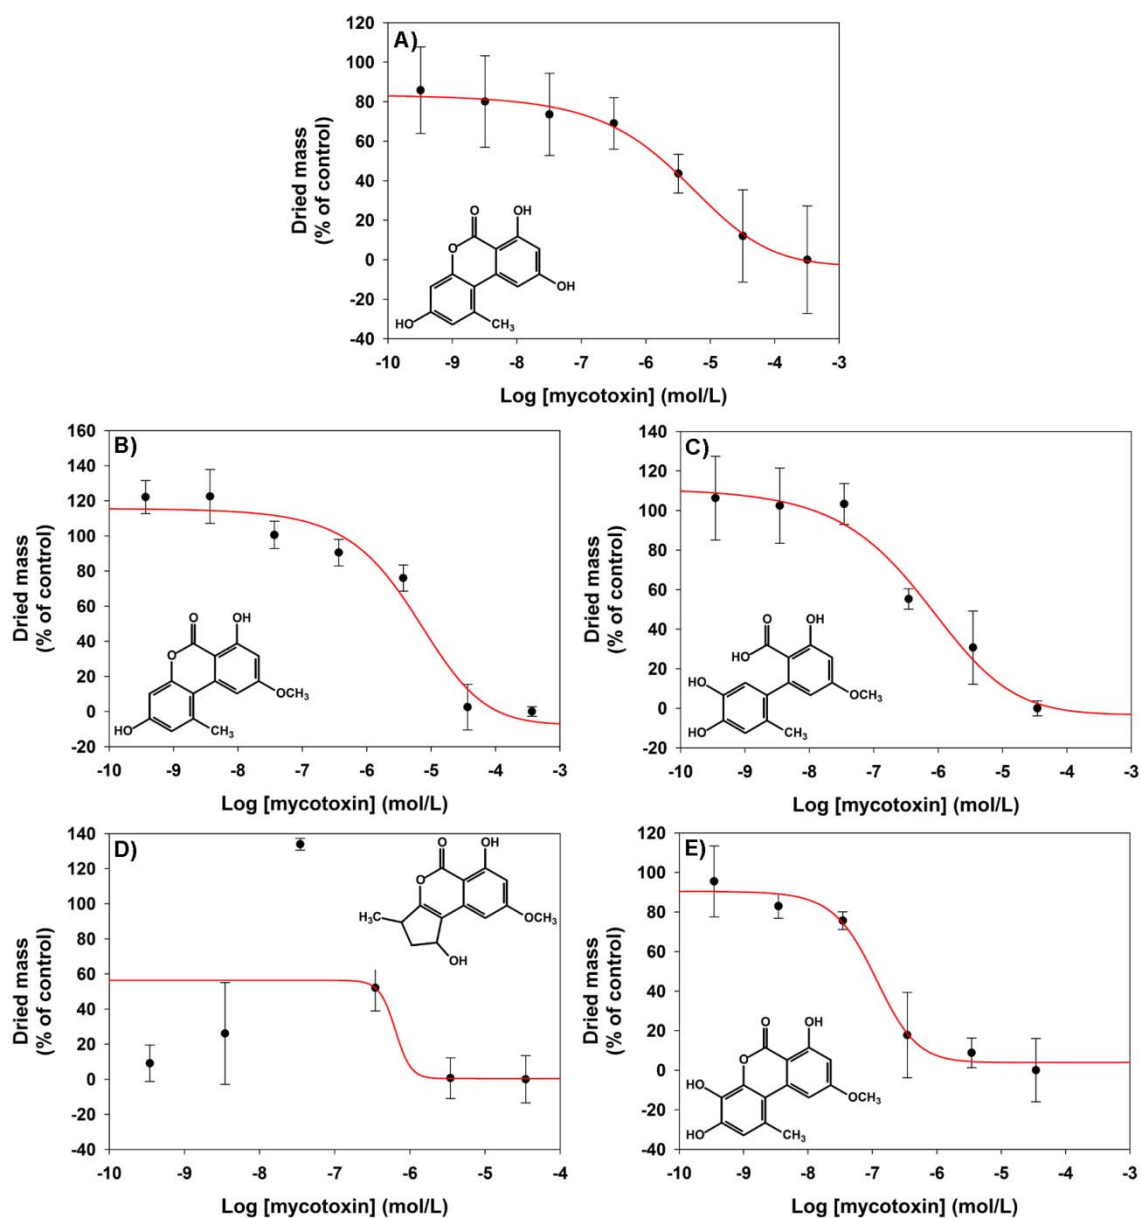 A)
120
100
80
60
40
20
0
-20
-40
Dried mass
(% of control)
O
OH
O
OH
HO
CH3
-10 -9 -8 -7 -6 -5 -4 -3
Log [mycotoxin] (mol/L)
B)
160
140
120
100
80
60
40
20
0
-20
Dried mass
(% of control)
O
OH
O
OCH3
HO
CH3
-10 -9 -8 -7 -6 -5 -4 -3
Log [mycotoxin] (mol/L)
C)
140
120
100
80
60
40
20
0
-20
Dried mass
(% of control)
O
OH
HO
HO
OCH3
HO
CH3
-10 -9 -8 -7 -6 -5 -4 -3
Log [mycotoxin] (mol/L)
D)
140
120
100
80
60
40
20
0
-20
-40
Dried mass
(% of control)
O
OH
O
H3C
OCH3
OH
-10 -9 -8 -7 -6 -5 -4
Log [mycotoxin] (mol/L)
E)
120
100
80
60
40
20
0
-20
-40
Dried mass
(% of control)
O
OH
O
HO
OCH3
HO
CH3
-10 -9 -8 -7 -6 -5 -4 -3
Log [mycotoxin] (mol/L)